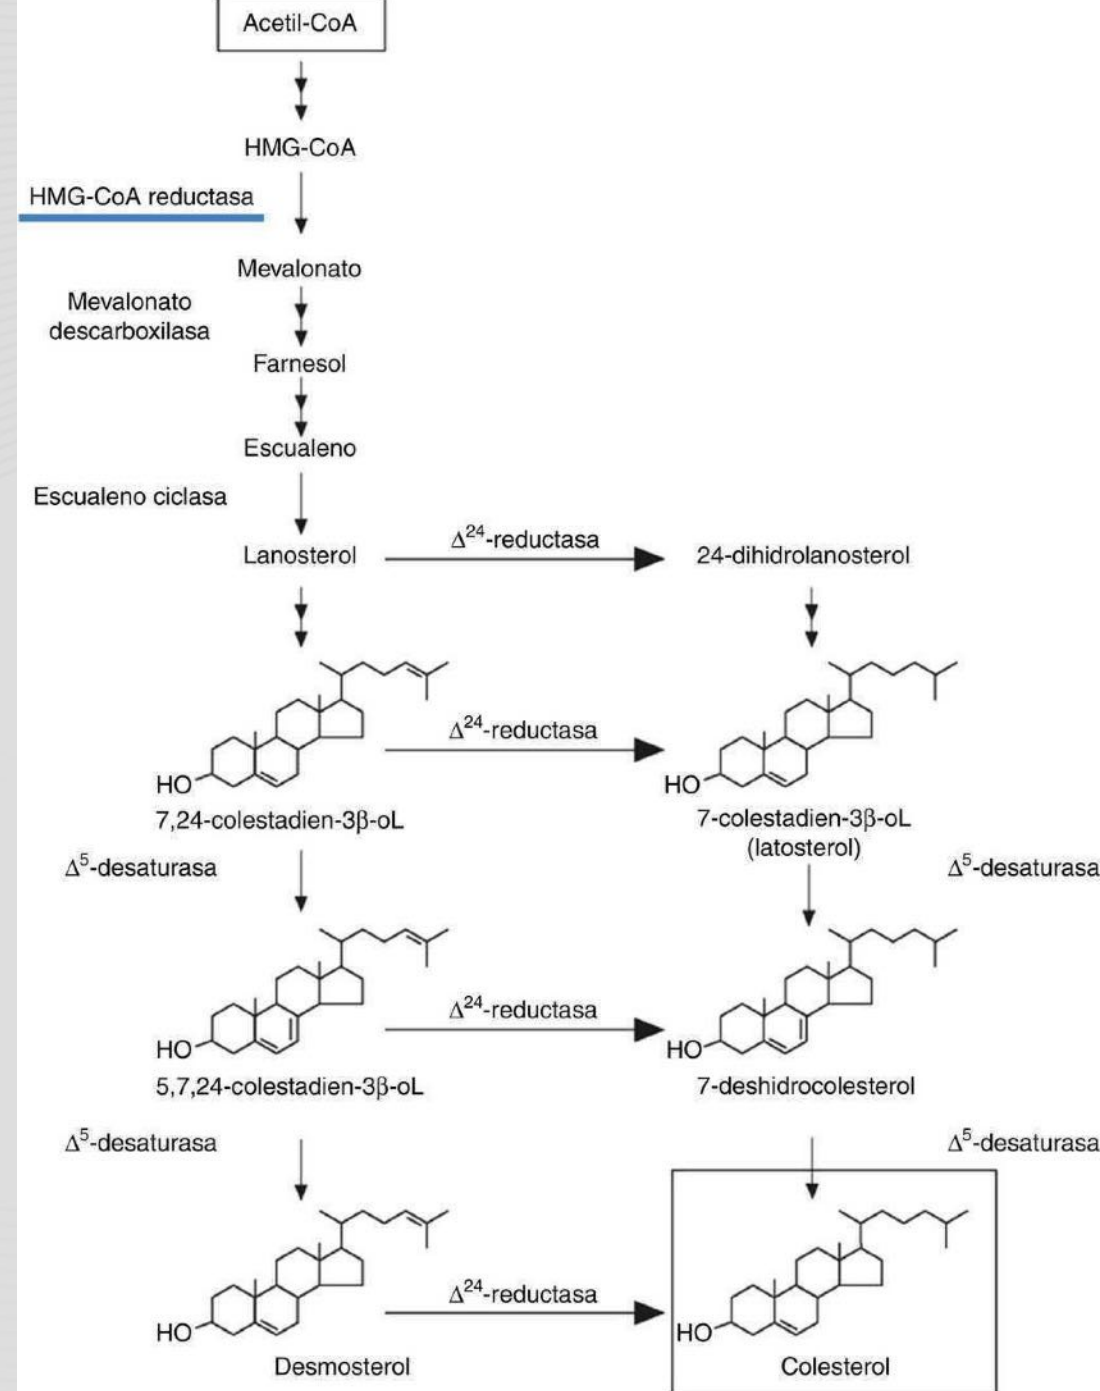 Acetil-CoA
HMG-CoA
HMG-CoA reductasa
Mevalonato
Mevalonato
descarboxilasa
Farnesol
Escualeno
Escualeno ciclasa
Lanosterol
Δ24-reductasa
24-dihidrolanosterol
Δ24-reductasa
HO
HO
7,24-colestadien-3β-oL
7-colestadien-3β-oL
(latosterol)
Δ5-desaturasa
Δ5-desaturasa
Δ24-reductasa
HO
HO
5,7,24-colestadien-3β-oL
7-deshidrocolesterol
Δ5-desaturasa
Δ5-desaturasa
Δ24-reductasa
HO
HO
Desmosterol
Colesterol